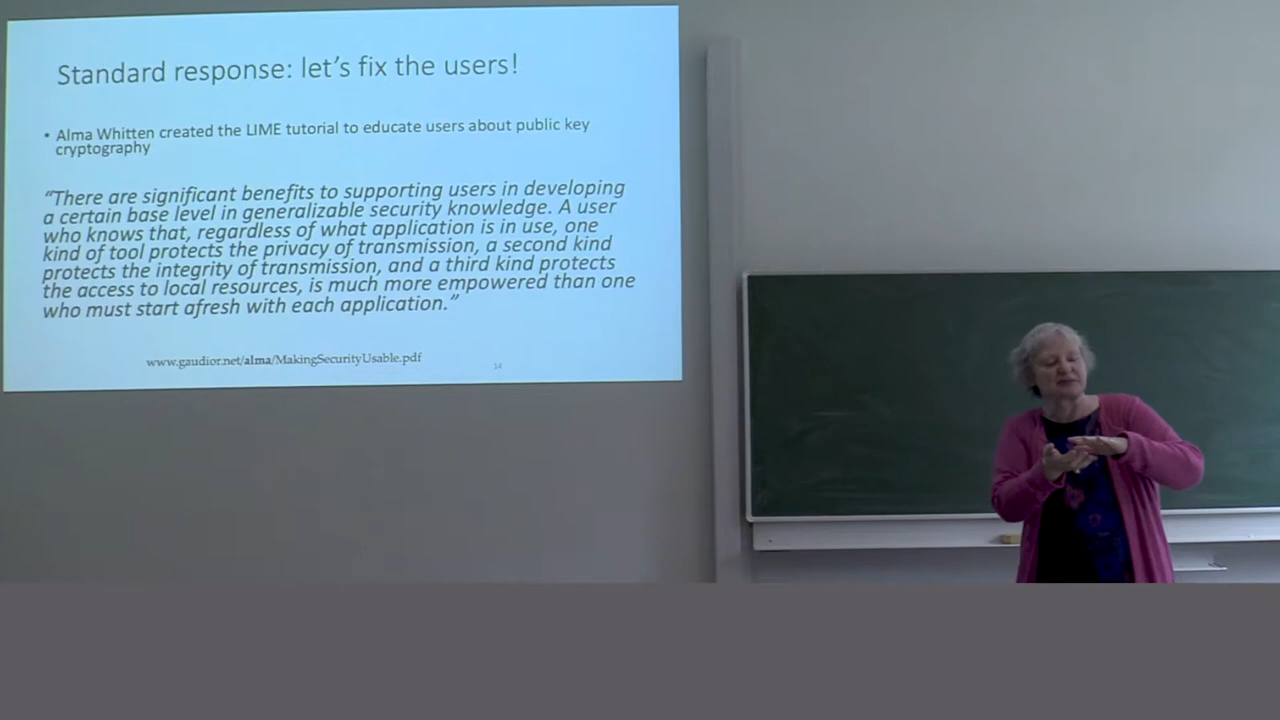 Standard response: let's fix the users!
• Alma Whitten created the LIME tutorial to educate users about public key
cryptography
"There are significant benefits to supporting users in developing
a certain base level in generalizable security knowledge. A user
who knows that, regardless of what application is in use, one
kind of tool protects the privacy of transmission, a second kind
protects the integrity of transmission, and a third kind protects
the access to local resources, is much more empowered than one
who must start afresh with each application."
www.gaudior.net/alma/MakingSecurityUsable.pdf
14